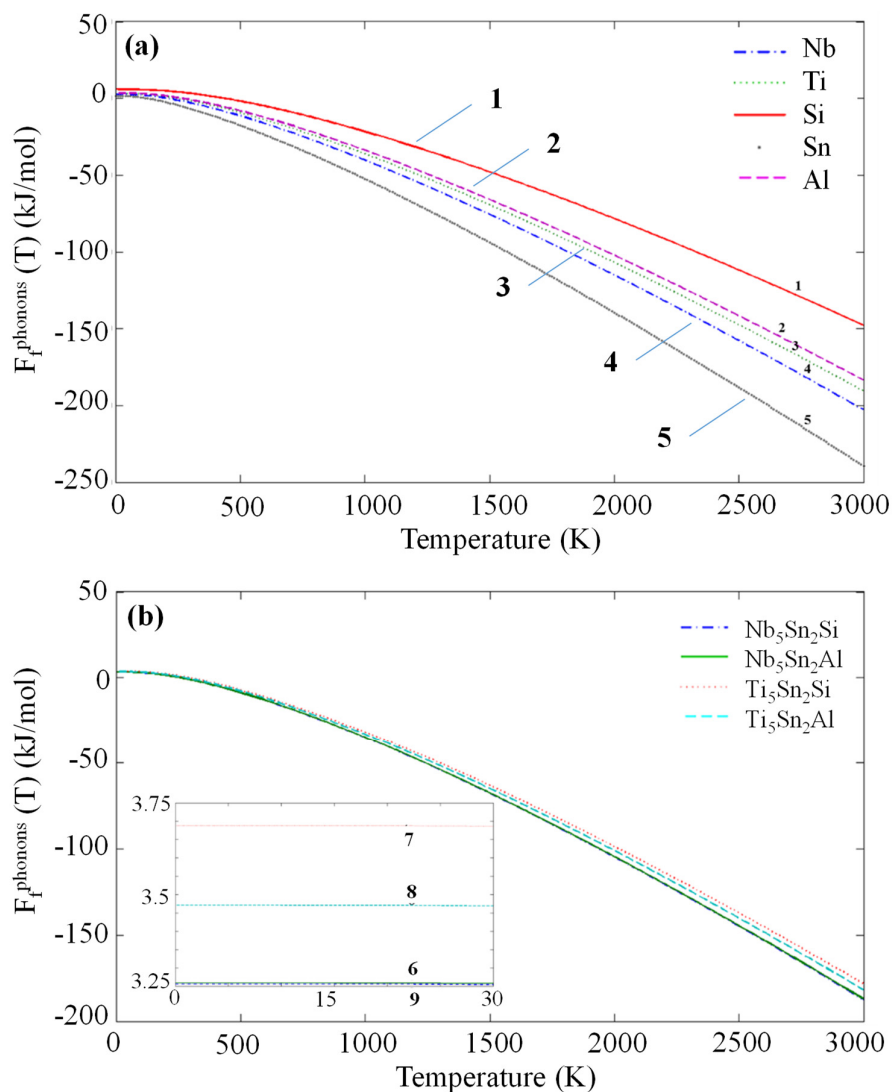 (a)
50
0
-50
-100
-150
-200
-250
F_f^phonons (T) (kJ/mol)
Nb
Ti
Si
Sn
Al
1
2
3
4
5
1
2
3
4
5
0 500 1000 1500 2000 2500 3000
Temperature (K)
(b)
50
0
-50
-100
-150
-200
F_f^phonons (T) (kJ/mol)
Nb₅Sn₂Si
Nb₅Sn₂Al
Ti₅Sn₂Si
Ti₅Sn₂Al
3.75
3.5
3.25
7
8
6
9
0 15 30
0 500 1000 1500 2000 2500 3000
Temperature (K)